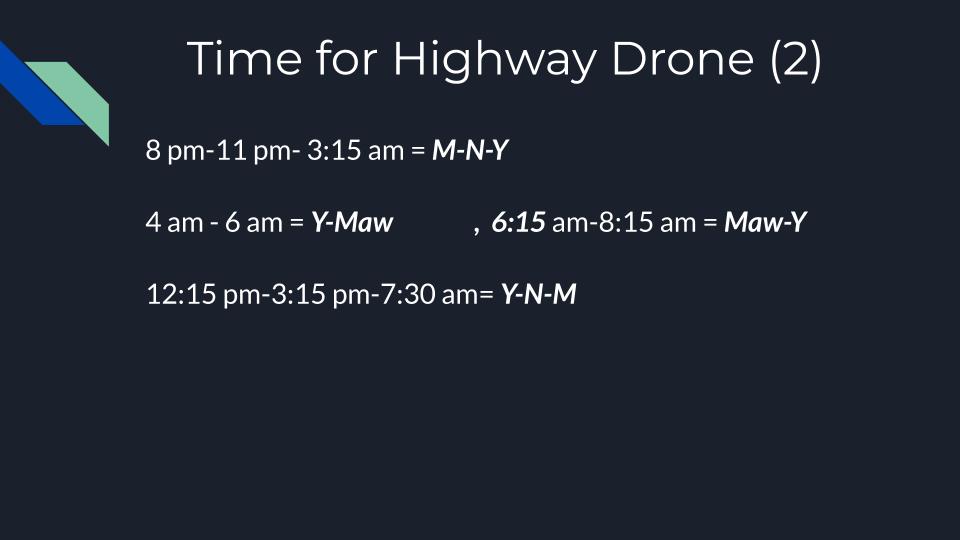 Time for Highway Drone (2)
8 pm-11 pm- 3:15 am = M-N-Y
4 am - 6 am = Y-Maw , 6:15 am-8:15 am = Maw-Y
12:15 pm-3:15 pm-7:30 am= Y-N-M